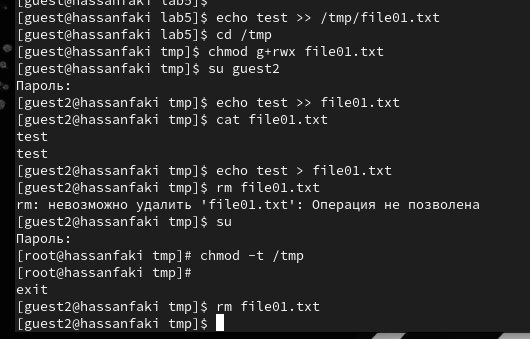 [guest@hassanfaki lab5]$
[guest@hassanfaki lab5]$ echo test >> /tmp/file01.txt
[guest@hassanfaki lab5]$ cd /tmp
[guest@hassanfaki tmp]$ chmod g+rwx file01.txt
[guest@hassanfaki tmp]$ su guest2
Пароль:
[guest2@hassanfaki tmp]$ echo test >> file01.txt
[guest2@hassanfaki tmp]$ cat file01.txt
test
test
[guest2@hassanfaki tmp]$ echo test > file01.txt
[guest2@hassanfaki tmp]$ rm file01.txt
rm: невозможно удалить 'file01.txt': Операция не позволена
[guest2@hassanfaki tmp]$ su
Пароль:
[root@hassanfaki tmp]# chmod -t /tmp
[root@hassanfaki tmp]#
exit
[guest2@hassanfaki tmp]$ rm file01.txt
[guest2@hassanfaki tmp]$